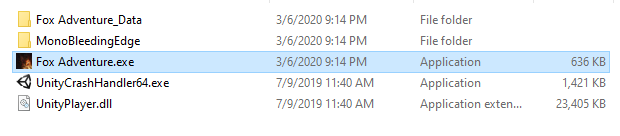 Fox Adventure_Data 3/6/2020 9:14 PM File folder
MonoBleedingEdge 3/6/2020 9:14 PM File folder
Fox Adventure.exe 3/6/2020 9:14 PM Application 636 KB
UnityCrashHandler64.exe 7/9/2019 11:40 AM Application 1,421 KB
UnityPlayer.dll 7/9/2019 11:40 AM Application exten... 23,405 KB